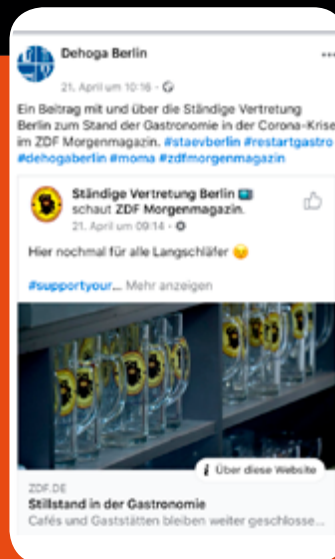 Dehoga Berlin
21. April um 10:16 ·
Ein Beitrag mit und über die Ständige Vertretung
Berlin zum Stand der Gastronomie in der Corona-Krise
im ZDF Morgenmagazin. #staevberlin #restartgastro
#dehogaberlin #moma #zdfmorgenmagazin
Ständige Vertretung Berlin
schaut ZDF Morgenmagazin.
21. April um 09:14 ·
Hier nochmal für alle Langschläfer
#supportyour... Mehr anzeigen
i Über diese Website
ZDF.DE
Stillstand in der Gastronomie
Cafés und Gaststätten bleiben weiter geschlosse...